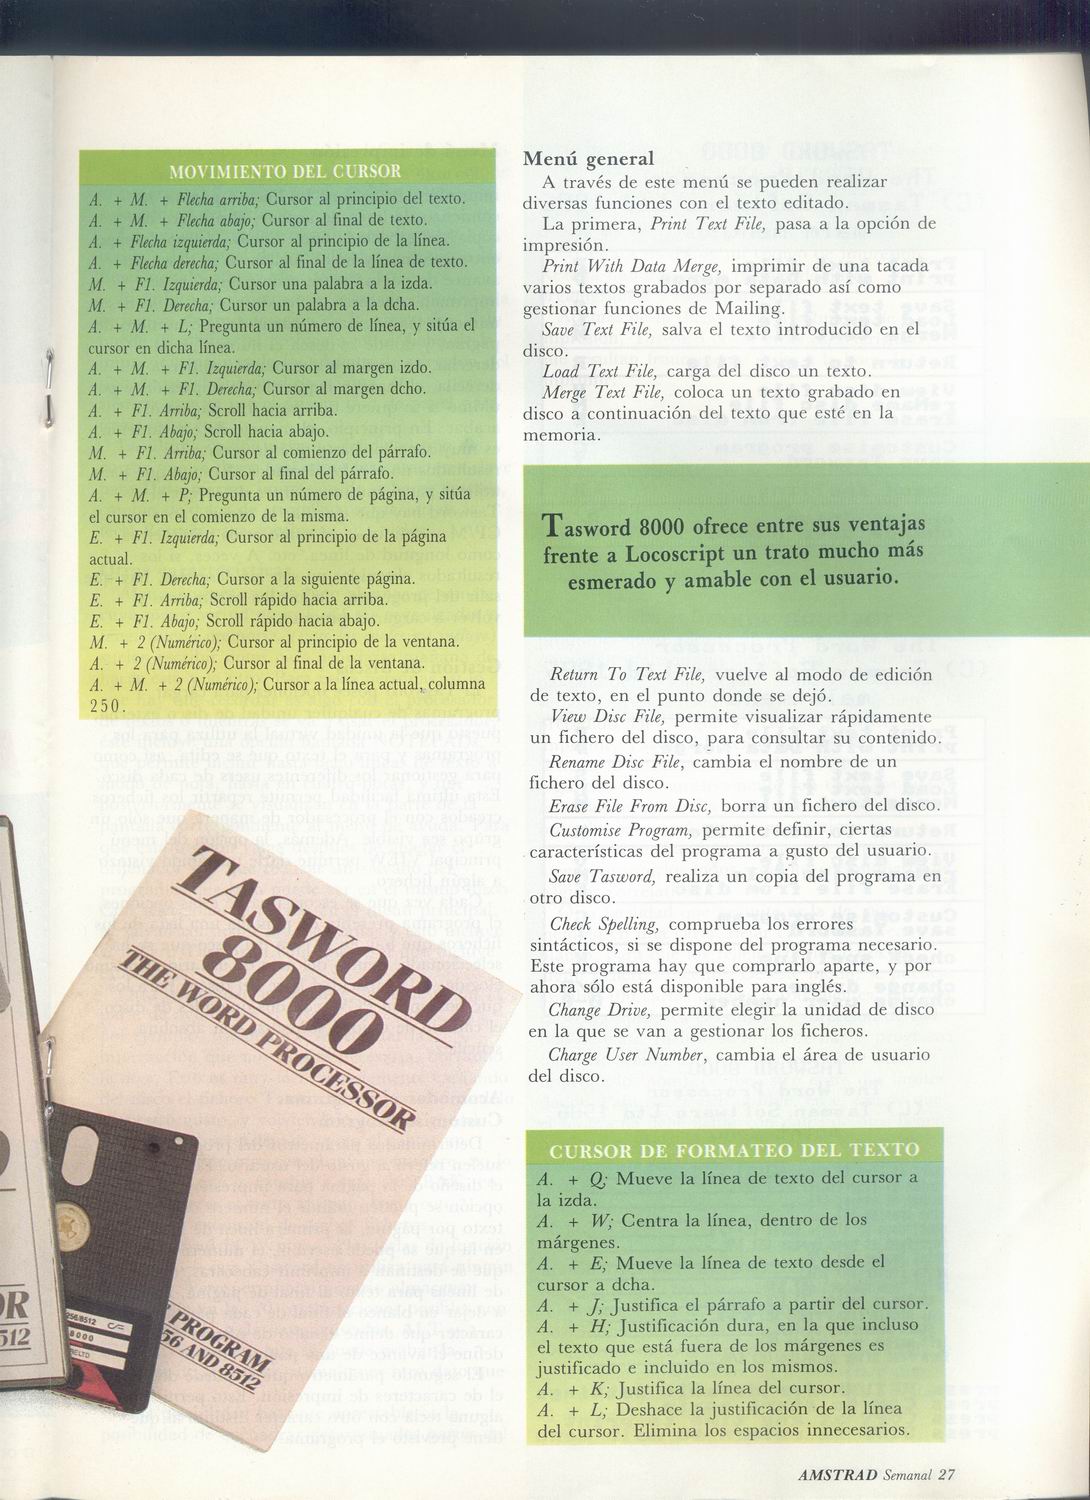 MOVIMIENTO DEL CURSOR
A. + M. + Flecha arriba; Cursor al principio del texto.
A. + M. + Flecha abajo; Cursor al final de texto.
A. + Flecha izquierda; Cursor al principio de la línea.
A. + Flecha derecha; Cursor al final de la línea de texto.
M. + F1. Izquierda; Cursor una palabra a la izda.
M. + F1. Derecha; Cursor un palabra a la dcha.
A. + M. + L; Pregunta un número de línea, y sitúa el
cursor en dicha línea.
A. + M. + F1. Izquierda; Cursor al margen izdo.
A. + M. + F1. Derecha; Cursor al margen dcho.
A. + F1. Arriba; Scroll hacia arriba.
A. + F1. Abajo; Scroll hacia abajo.
M. + F1. Arriba; Cursor al comienzo del párrafo.
M. + F1. Abajo; Cursor al final del párrafo.
A. + M. + P; Pregunta un número de página, y sitúa
el cursor en el comienzo de la misma.
E. + F1. Izquierda; Cursor al principio de la página
actual.
E. + F1. Derecha; Cursor a la siguiente página.
E. + F1. Arriba; Scroll rápido hacia arriba.
E. + F1. Abajo; Scroll rápido hacia abajo.
M. + 2 (Numérico); Cursor al principio de la ventana.
A. + 2 (Numérico); Cursor al final de la ventana.
A. + M. + 2 (Numérico); Cursor a la línea actual, columna
250.
TASWORD
8000
THE WORD PROCESSOR
PROGRAM
56 AND 8512
256/8512
8000
OR
512
Menú general
A través de este menú se pueden realizar
diversas funciones con el texto editado.
La primera, Print Text File, pasa a la opción de
impresión.
Print With Data Merge, imprimir de una tacada
varios textos grabados por separado así como
gestionar funciones de Mailing.
Save Text File, salva el texto introducido en el
disco.
Load Text File, carga del disco un texto.
Merge Text File, coloca un texto grabado en
disco a continuación del texto que esté en la
memoria.
Tasword 8000 ofrece entre sus ventajas
frente a Locoscript un trato mucho más
esmerado y amable con el usuario.
Return To Text File, vuelve al modo de edición
de texto, en el punto donde se dejó.
View Disc File, permite visualizar rápidamente
un fichero del disco, para consultar su contenido.
Rename Disc File, cambia el nombre de un
fichero del disco.
Erase File From Disc, borra un fichero del disco.
Customise Program, permite definir, ciertas
características del programa a gusto del usuario.
Save Tasword, realiza un copia del programa en
otro disco.
Check Spelling, comprueba los errores
sintácticos, si se dispone del programa necesario.
Este programa hay que comprarlo aparte, y por
ahora sólo está disponible para inglés.
Change Drive, permite elegir la unidad de disco
en la que se van a gestionar los ficheros.
Charge User Number, cambia el área de usuario
del disco.
CURSOR DE FORMATEO DEL TEXTO
A. + Q; Mueve la línea de texto del cursor a
la izda.
A. + W; Centra la línea, dentro de los
márgenes.
A. + E; Mueve la línea de texto desde el
cursor a dcha.
A. + J; Justifica el párrafo a partir del cursor.
A. + H; Justificación dura, en la que incluso
el texto que está fuera de los márgenes es
justificado e incluido en los mismos.
A. + K; Justifica la línea del cursor.
A. + L; Deshace la justificación de la línea
del cursor. Elimina los espacios innecesarios.
AMSTRAD Semanal 27